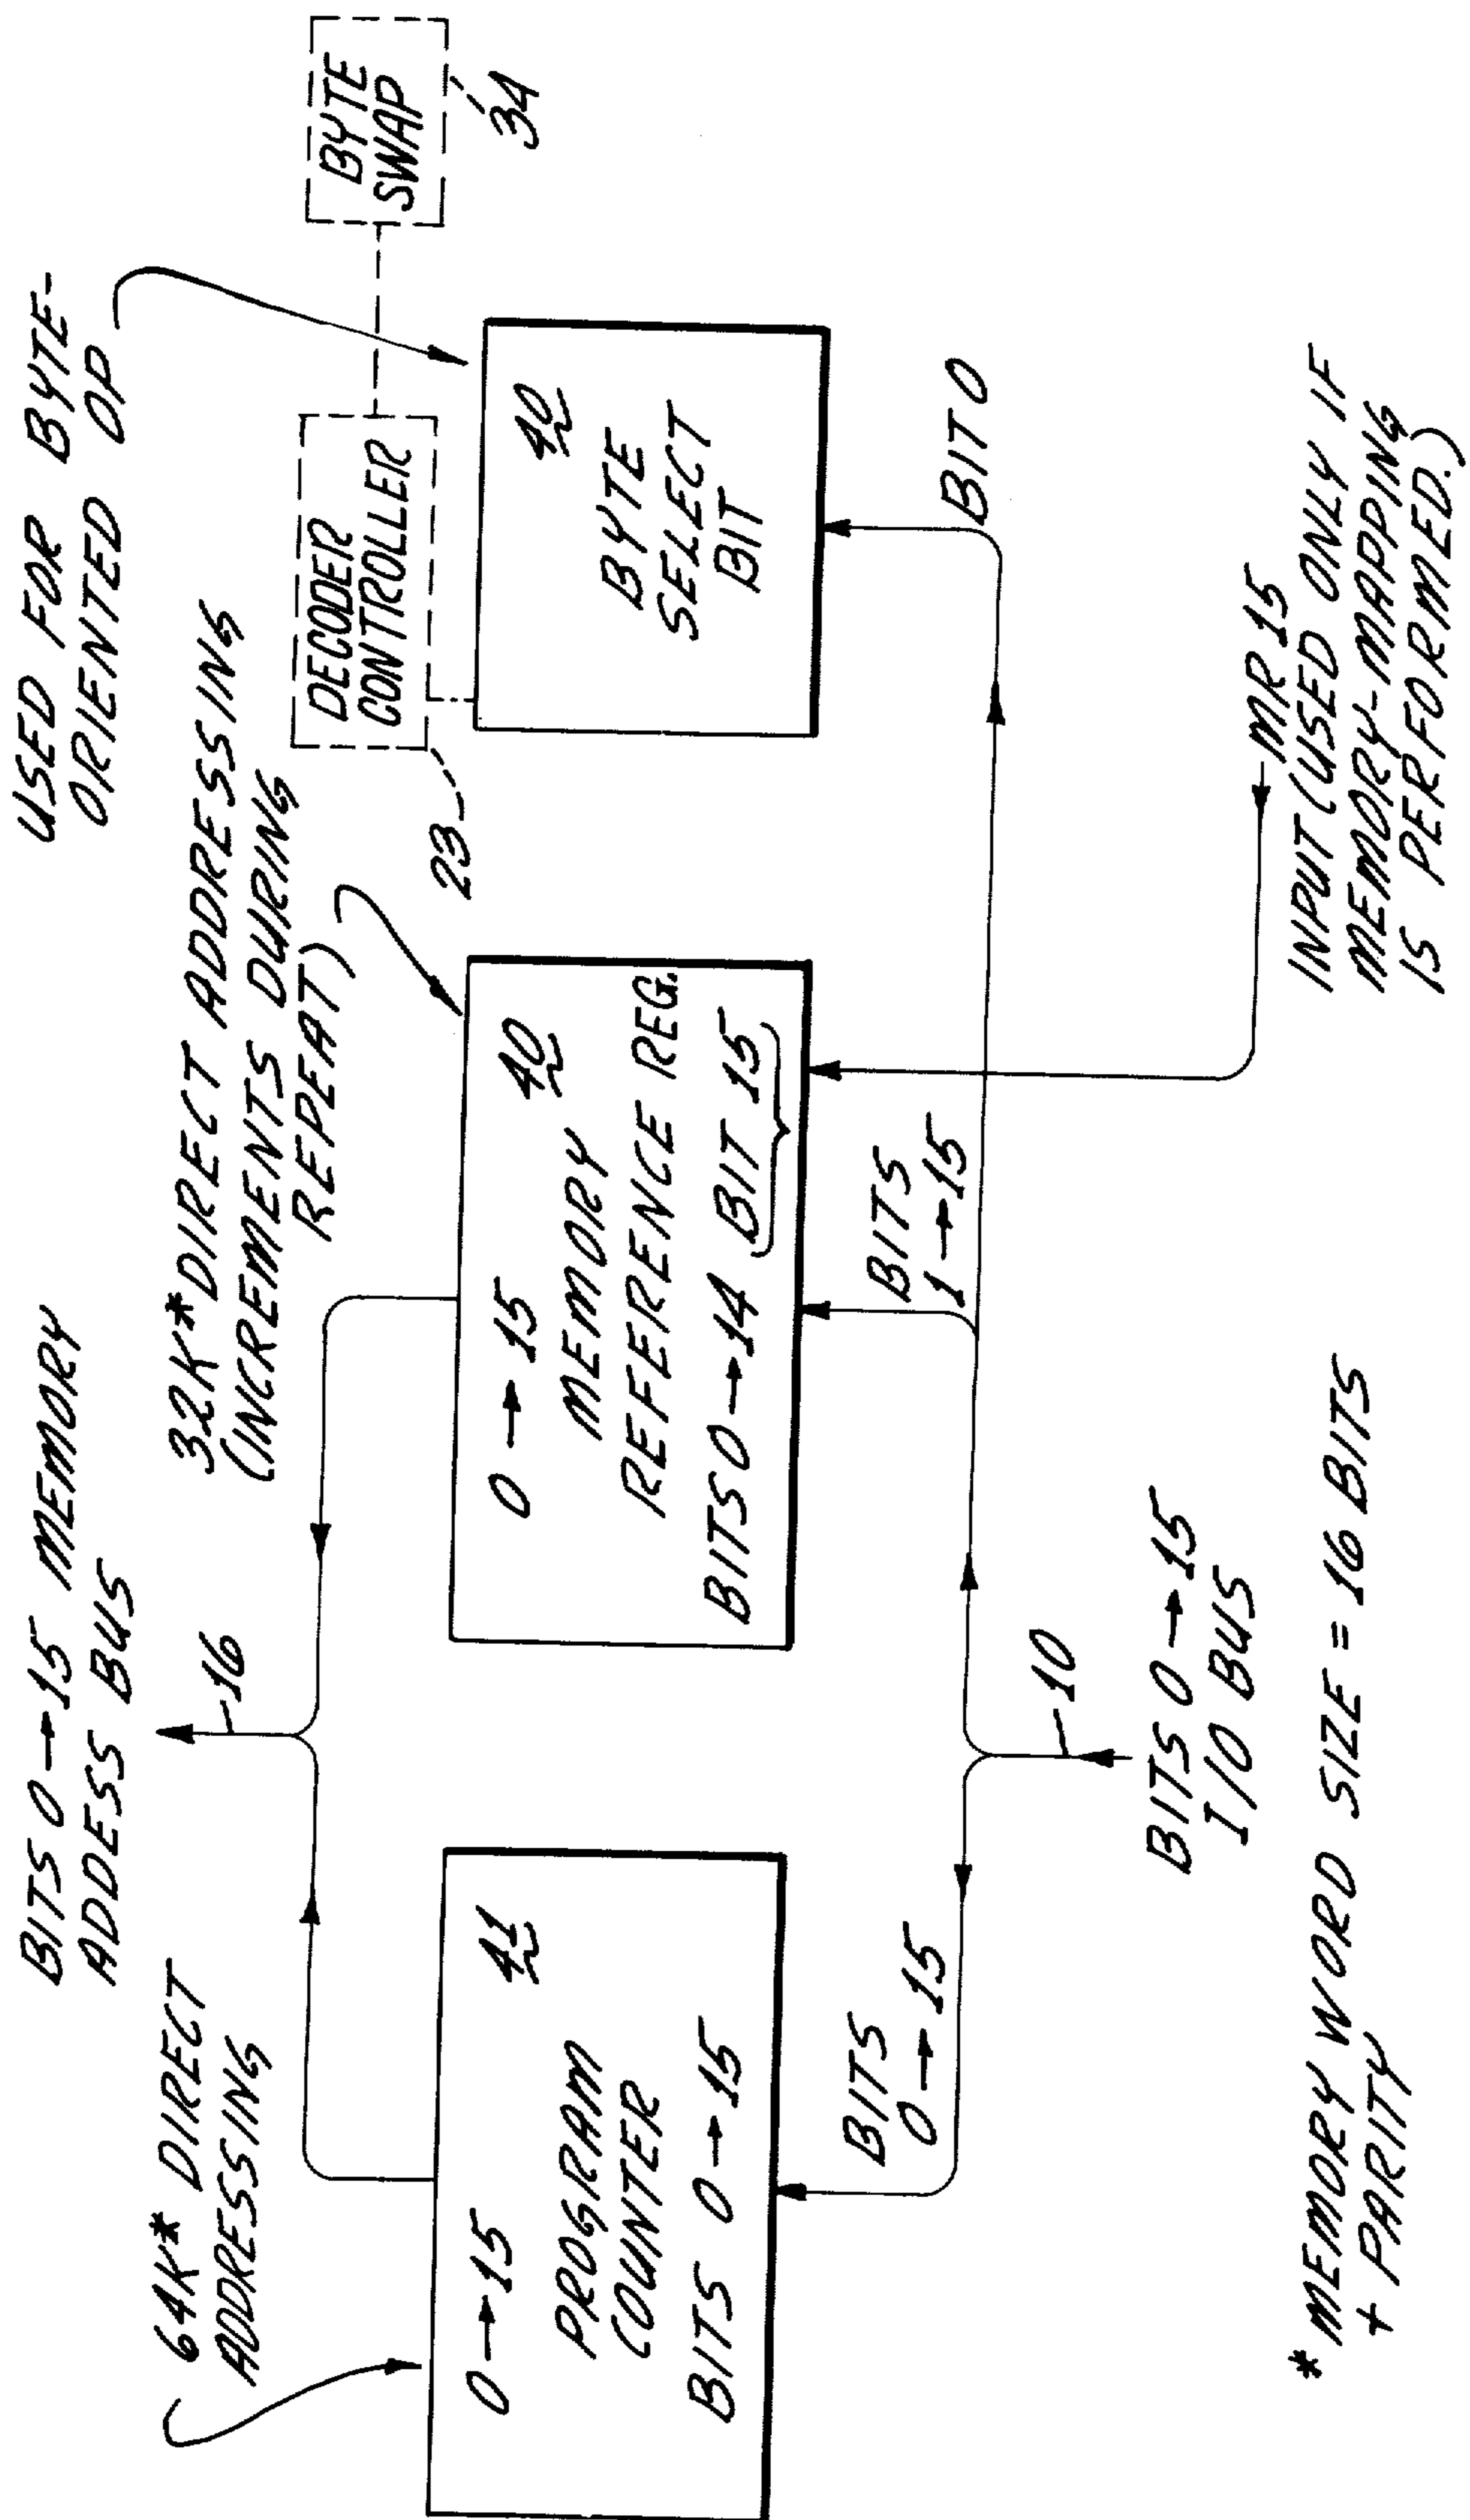 BITS 0→15 MEMORY
ADDRESS BUS
16
64K* DIRECT
ADDRESSING
32K* DIRECT ADDRESSING
(INCREMENTS DURING
REPEAT)
USED FOR BYTE-
ORIENTED OP
DECODER
CONTROLLER
23
BYTE
SWAP
34
0→15
41
PROGRAM
COUNTER
BITS 0→15
0→15
40
MEMORY
REFERENCE REG.
BITS 0→14 BIT 15
40
BYTE
SELECT
BIT
BITS
0→15
BITS
1→15
BIT 0
10
BITS 0→15
I/O BUS
MR 15
INPUT (USED ONLY IF
MEMORY-MAPPING
IS PERFORMED.)
* MEMORY WORD SIZE = 16 BITS
+ PARITY